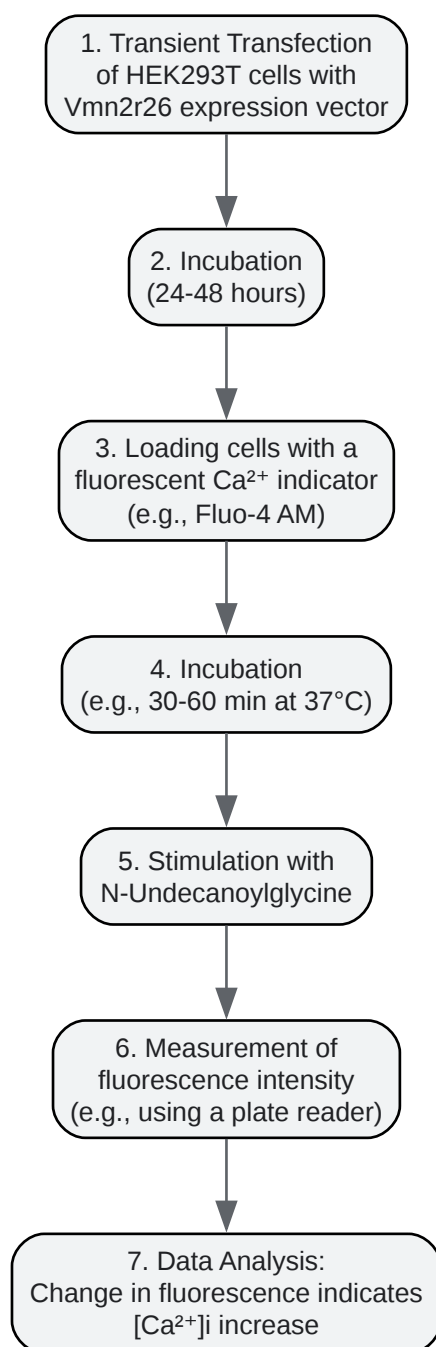 1. Transient Transfection
of HEK293T cells with
Vmn2r26 expression vector
2. Incubation
(24-48 hours)
3. Loading cells with a
fluorescent Ca²⁺ indicator
(e.g., Fluo-4 AM)
4. Incubation
(e.g., 30-60 min at 37°C)
5. Stimulation with
N-Undecanoylglycine
6. Measurement of
fluorescence intensity
(e.g., using a plate reader)
7. Data Analysis:
Change in fluorescence indicates
[Ca²⁺]i increase